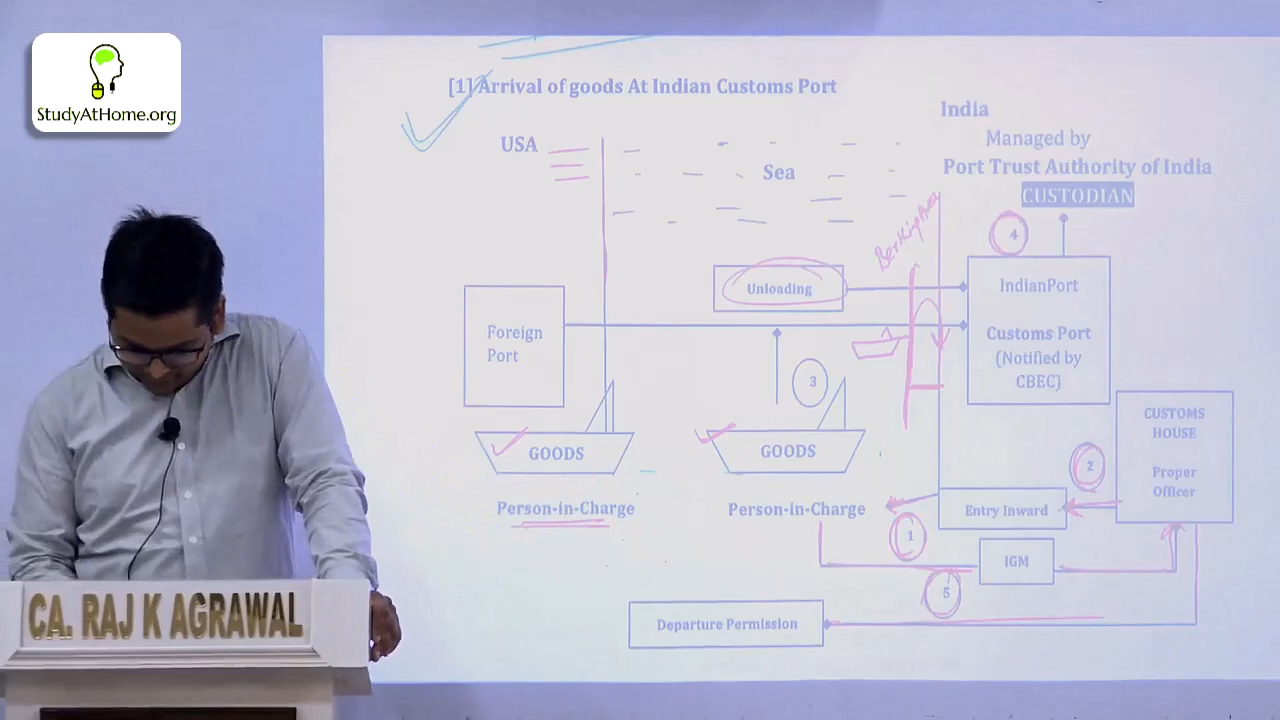 StudyAtHome.org
[1] Arrival of goods At Indian Customs Port
USA
Sea
India
Managed by
Port Trust Authority of India
CUSTODIAN
Berking Area
4
Unloading
IndianPort
Customs Port
(Notified by
CBEC)
Foreign
Port
3
GOODS
GOODS
CUSTOMS
HOUSE
Proper
Officer
2
Person-in-Charge
Person-in-Charge
Entry Inward
1
IGM
5
Departure Permission
CA. RAJ K AGRAWAL